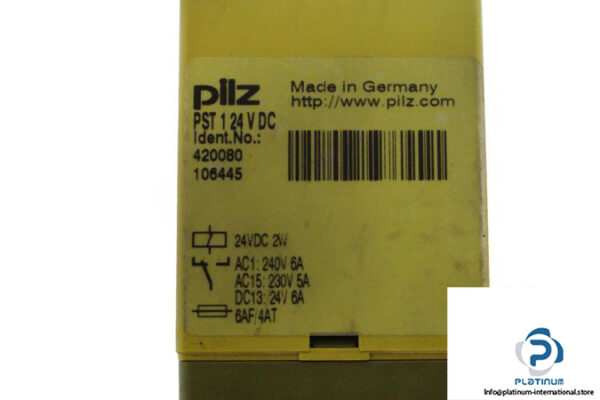 pilz
Made in Germany
http://www.pilz.com
PST 1 24 V DC
Ident.No.:
420080
106445
24VDC 2W
AC1: 240V 6A
AC15: 230V 5A
DC13: 24V 6A
6AF/4AT
PLATINUM
Info@platinum-international.store